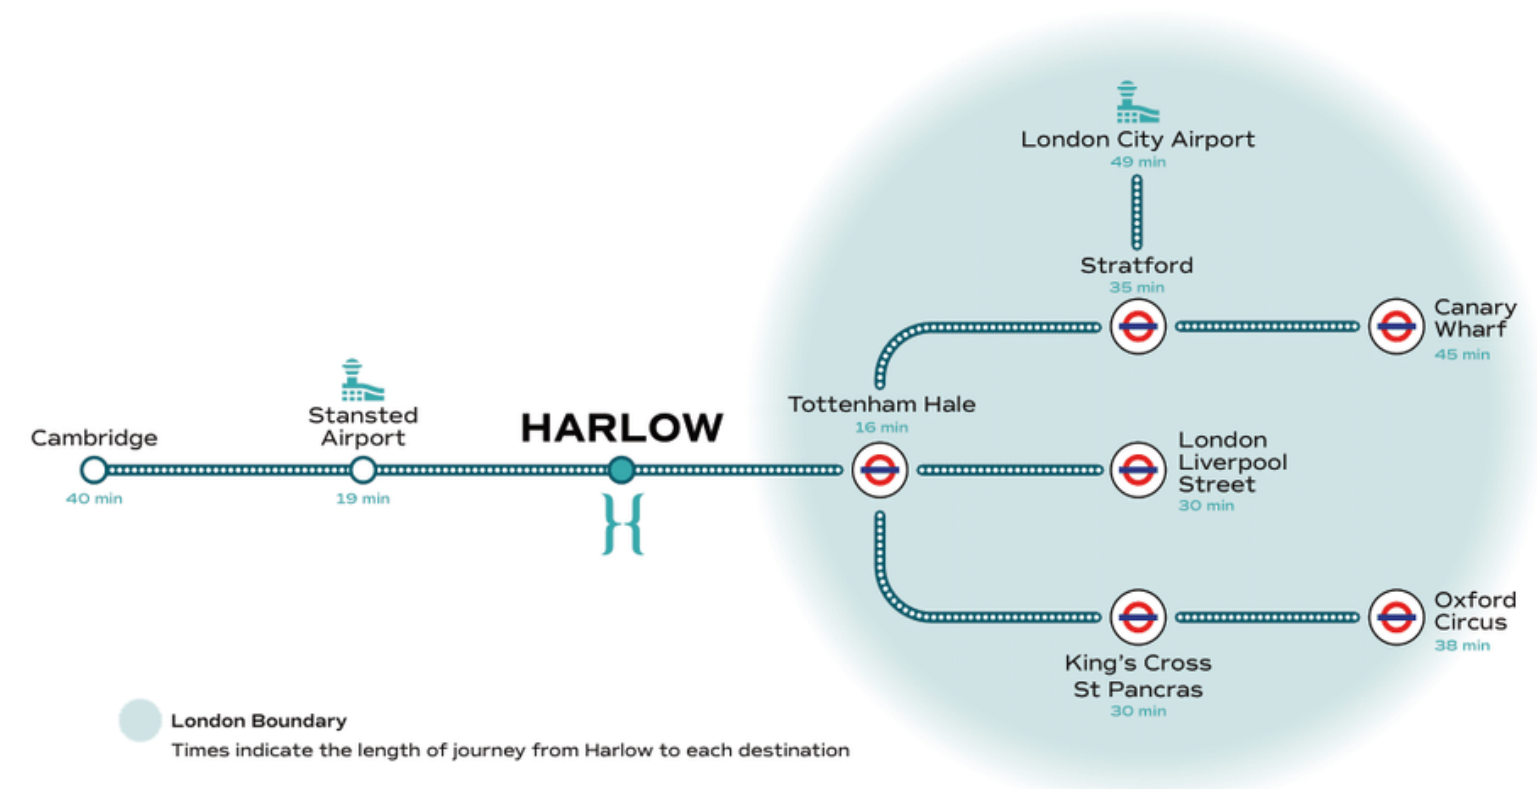 London City Airport
49 min
Stratford
35 min
Canary
Wharf
45 min
Tottenham Hale
16 min
London
Liverpool
Street
30 min
Stansted
Airport
19 min
HARLOW
Cambridge
40 min
King's Cross
St Pancras
30 min
Oxford
Circus
38 min
London Boundary
Times indicate the length of journey from Harlow to each destination